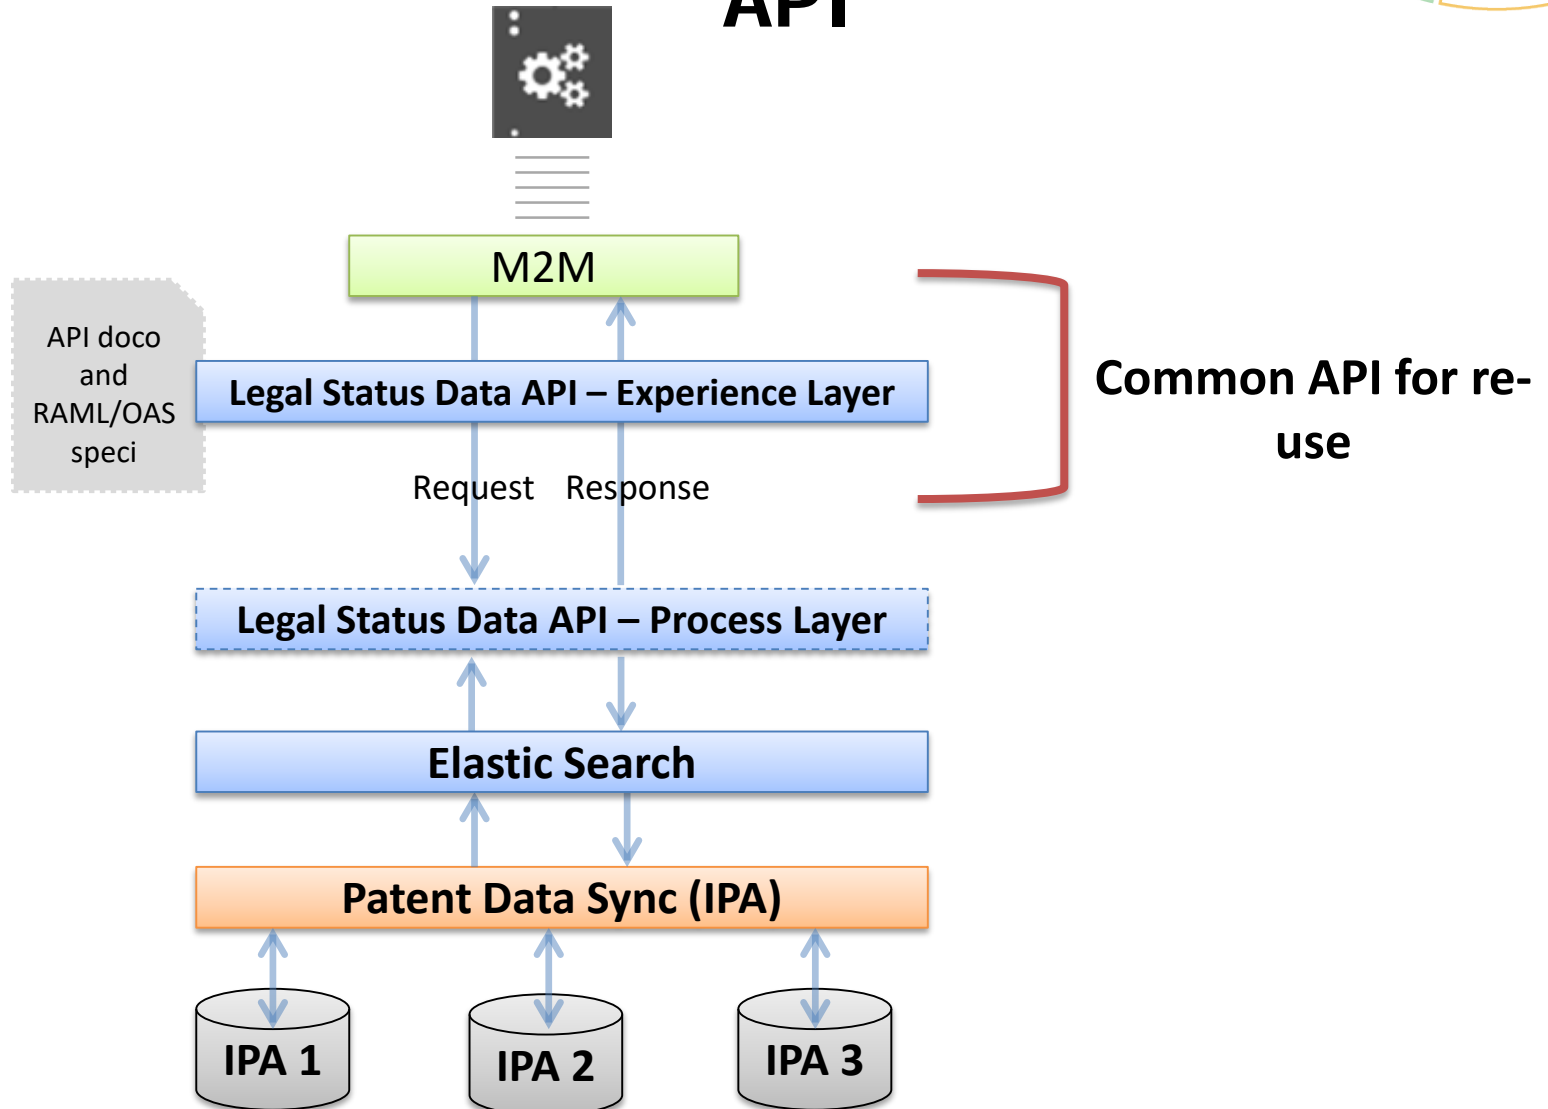 API
M2M
API doco
and
RAML/OAS
speci
Legal Status Data API – Experience Layer
Common API for re-
use
Request Response
Legal Status Data API – Process Layer
Elastic Search
Patent Data Sync (IPA)
IPA 1
IPA 2
IPA 3